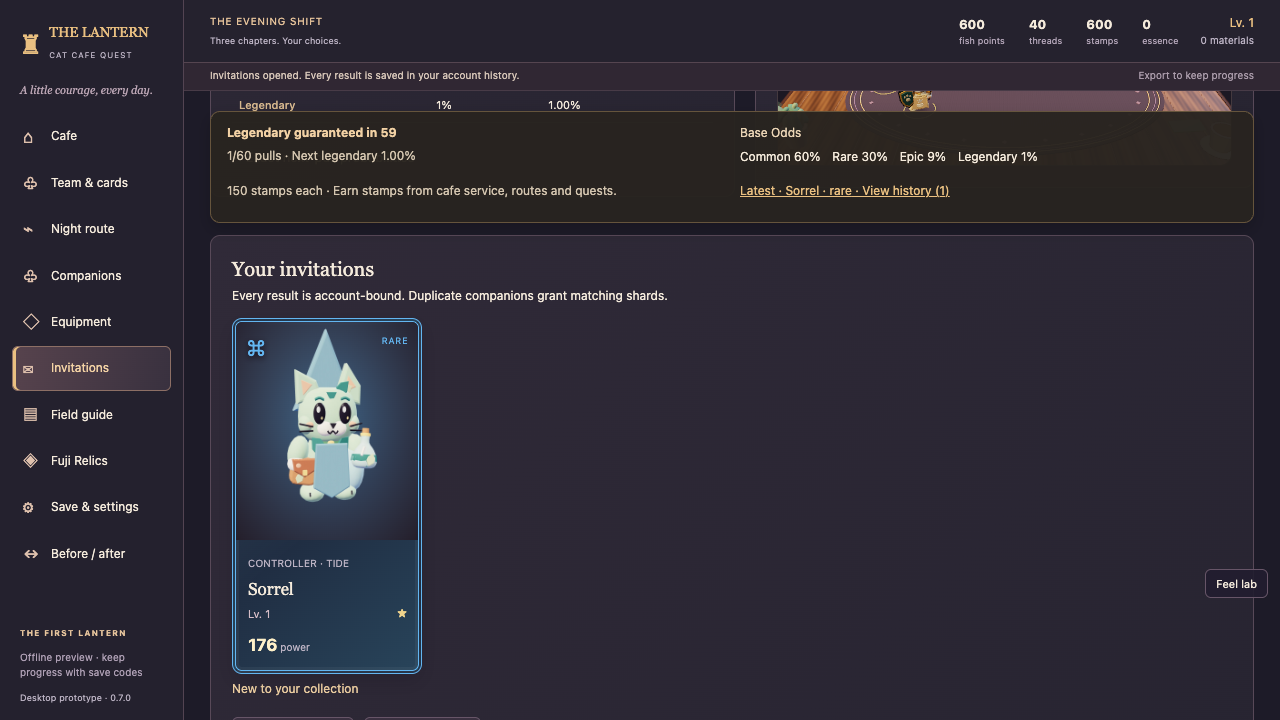 THE LANTERN
CAT CAFE QUEST
A little courage, every day.
Cafe
Team & cards
Night route
Companions
Equipment
Invitations
Field guide
Fuji Relics
Save & settings
Before / after
THE FIRST LANTERN
Offline preview · keep
progress with save codes
Desktop prototype · 0.7.0
THE EVENING SHIFT
Three chapters. Your choices.
600 fish points
40 threads
600 stamps
0 essence
Lv. 1
0 materials
Invitations opened. Every result is saved in your account history.
Export to keep progress
Legendary 1% 1.00%
Legendary guaranteed in 59
1/60 pulls · Next legendary 1.00%
150 stamps each · Earn stamps from cafe service, routes and quests.
Base Odds
Common 60% Rare 30% Epic 9% Legendary 1%
Latest · Sorrel · rare · View history (1)
Your invitations
Every result is account-bound. Duplicate companions grant matching shards.
RARE
CONTROLLER · TIDE
Sorrel
Lv. 1
176 power
New to your collection
Feel lab